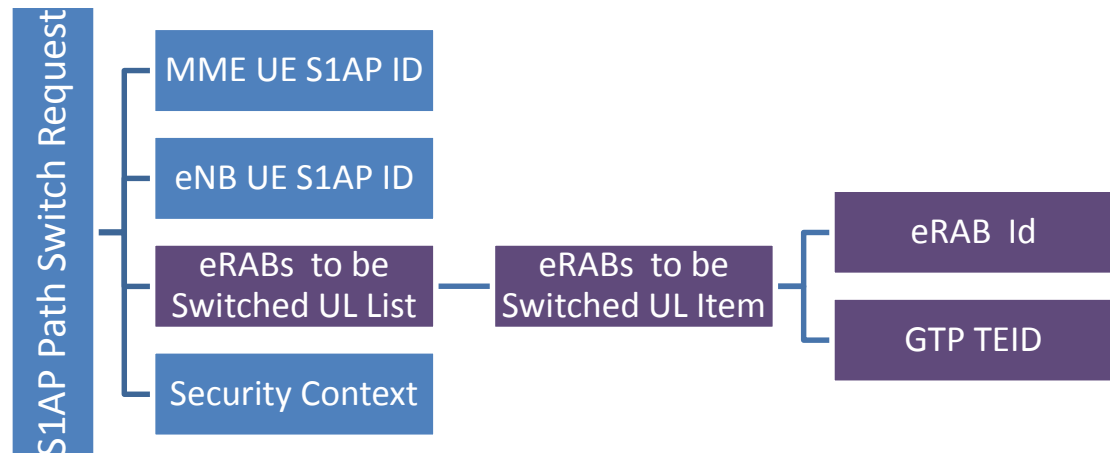 S1AP Path Switch Request
MME UE S1AP ID
eNB UE S1AP ID
eRABs to be
Switched UL List
Security Context
eRABs to be
Switched UL Item
eRAB Id
GTP TEID